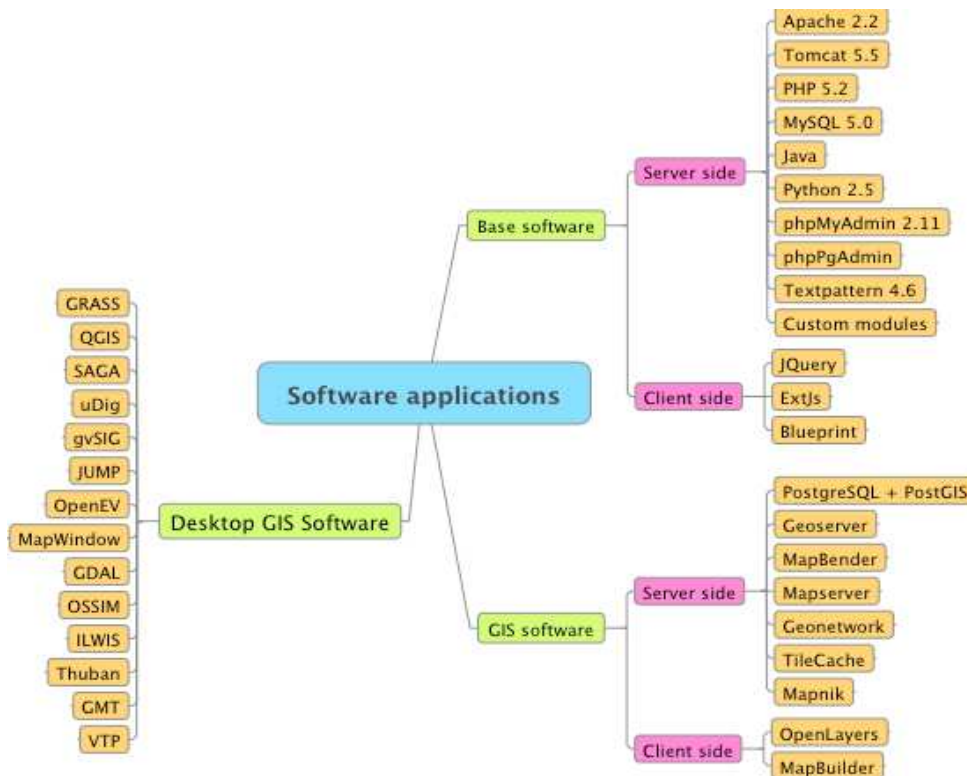 Software applications
Base software
Server side
Apache 2.2
Tomcat 5.5
PHP 5.2
MySQL 5.0
Java
Python 2.5
phpMyAdmin 2.11
phpPgAdmin
Textpattern 4.6
Custom modules
Client side
JQuery
ExtJs
Blueprint
GIS software
Server side
PostgreSQL + PostGIS
Geoserver
MapBender
Mapserver
Geonetwork
TileCache
Mapnik
Client side
OpenLayers
MapBuilder
Desktop GIS Software
GRASS
QGIS
SAGA
uDig
gvSIG
JUMP
OpenEV
MapWindow
GDAL
OSSIM
ILWIS
Thuban
GMT
VTP